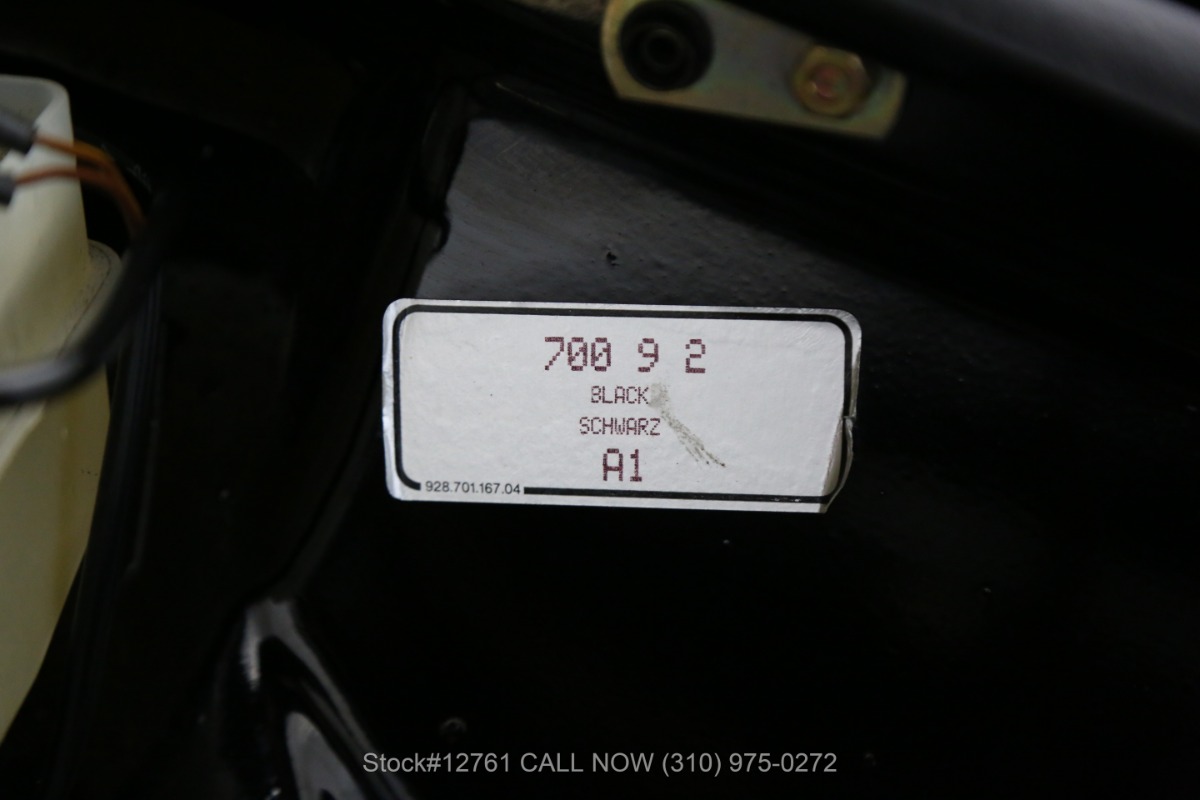 700 9 2
BLACK
SCHWARZ
A1
928.701.167.04
Stock#12761 CALL NOW (310) 975-0272